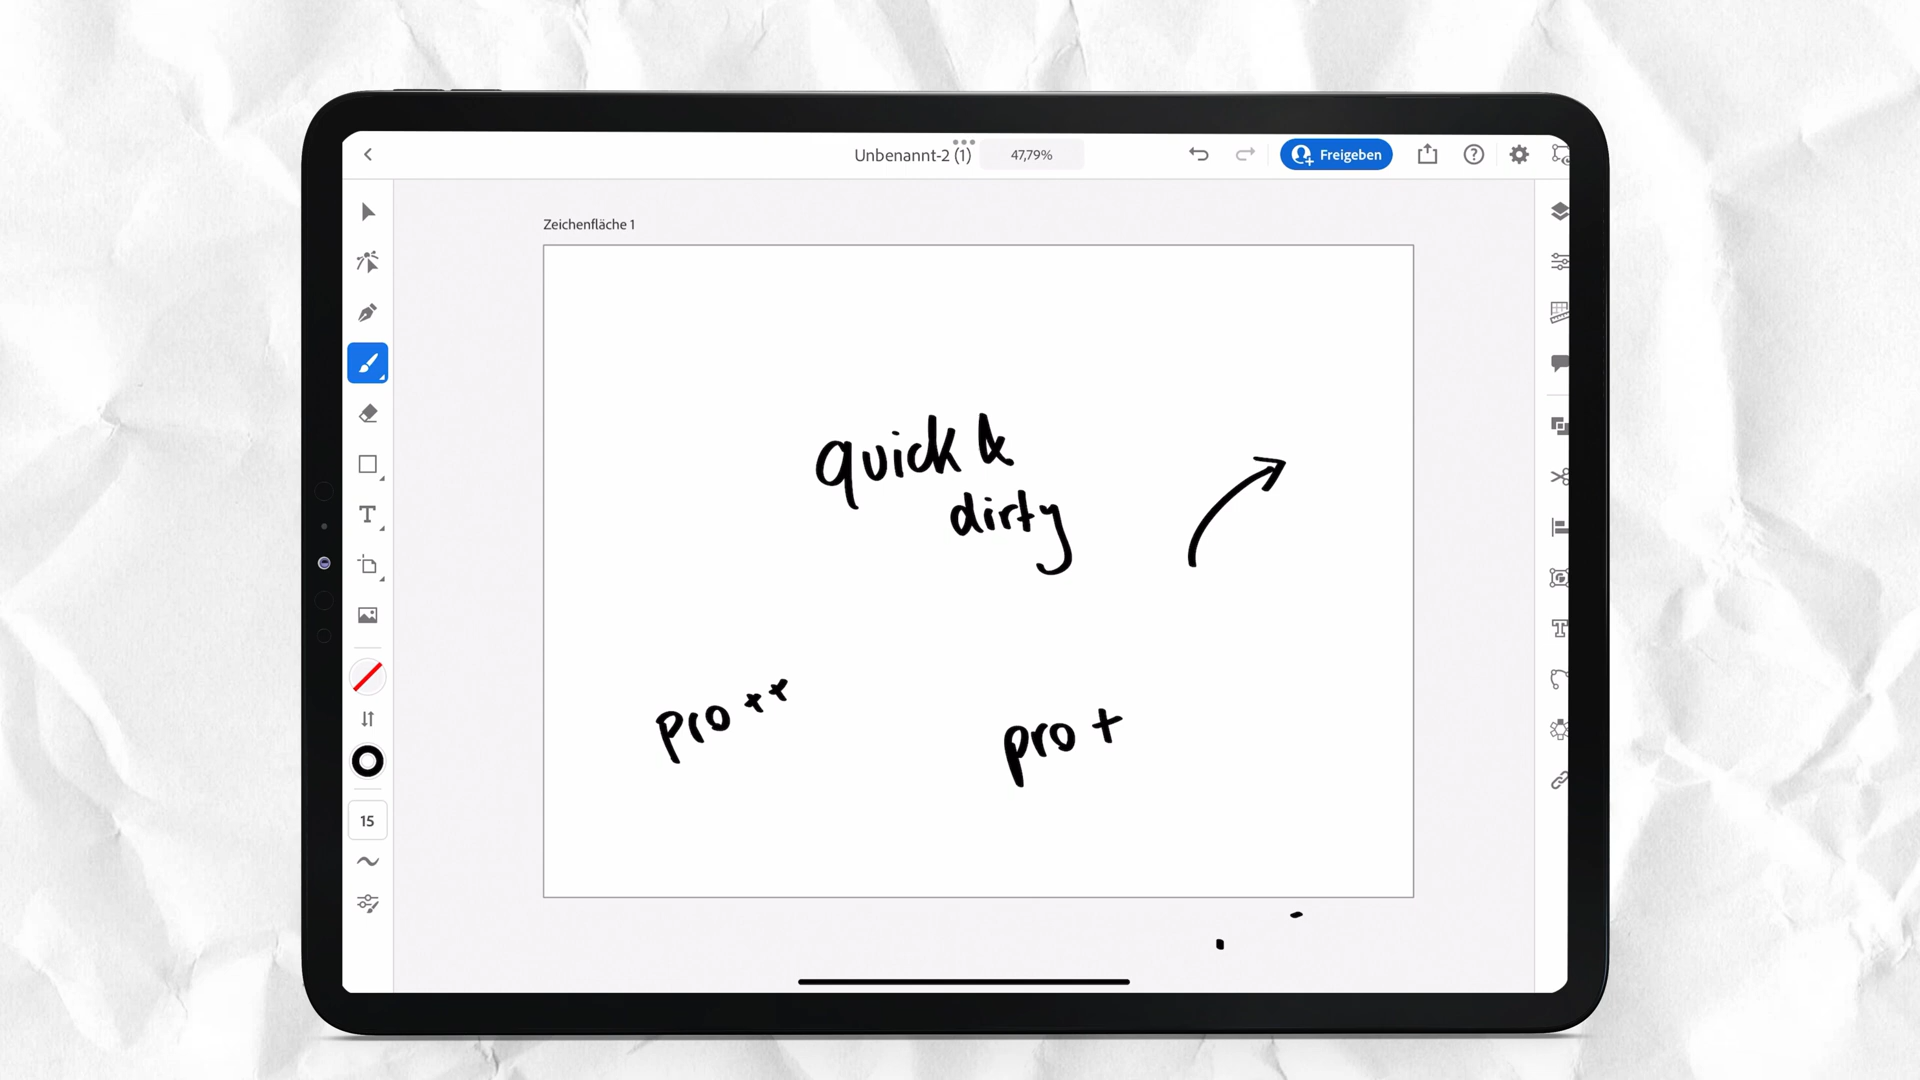 Unbenannt-2 (1)
47,79%
Freigeben
Zeichenfläche 1
quick &
dirty
pro ++
pro +
15